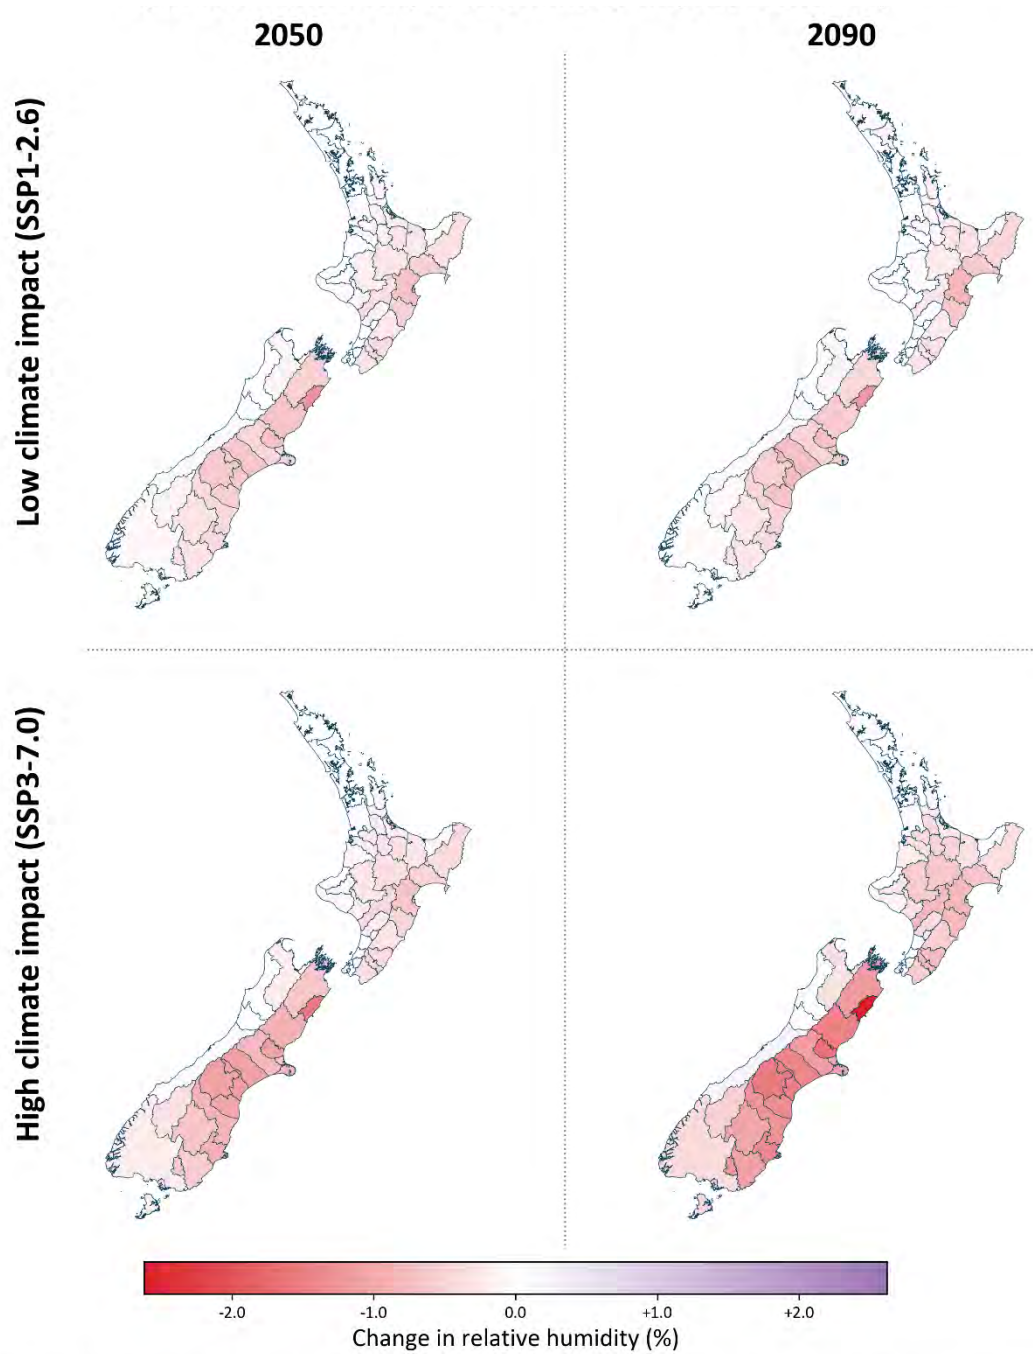 2050
2090
Low climate impact (SSP1-2.6)
High climate impact (SSP3-7.0)
-2.0 -1.0 0.0 +1.0 +2.0
Change in relative humidity (%)